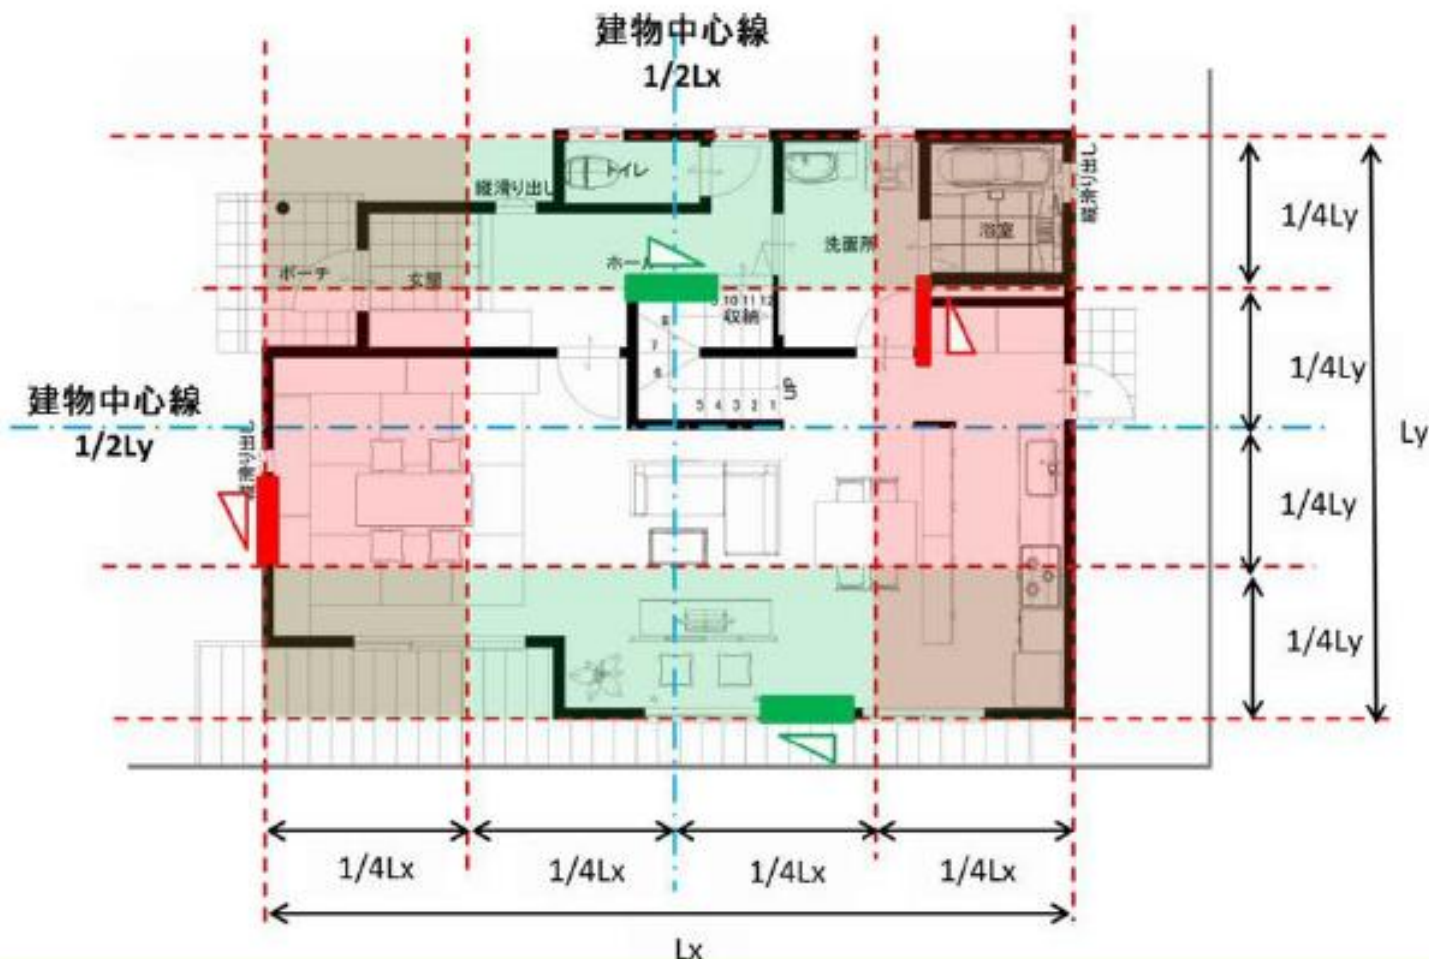 建物中心線
1/2Lx
トイレ
縦滑り出し
縦滑り出し
1/4Ly
浴室
洗面所
ホール
ポーチ
玄関
9 10 11 12
収納
8
7
6
1/4Ly
建物中心線
1/2Ly
UP
5 4 3 2 1
縦滑り出し
Ly
1/4Ly
1/4Ly
1/4Lx
1/4Lx
1/4Lx
1/4Lx
Lx